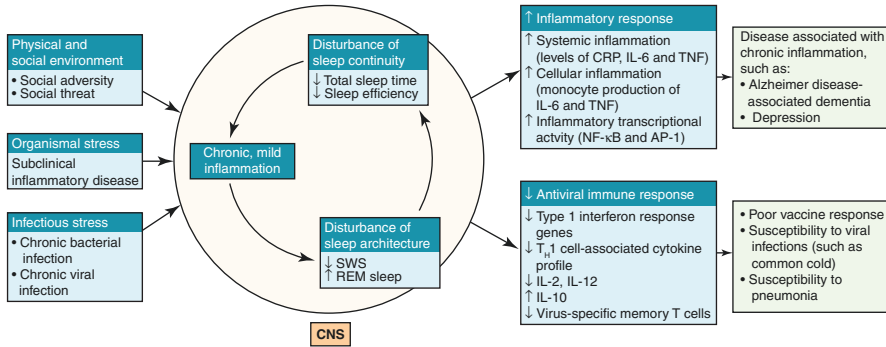 Physical and
social environment
• Social adversity
• Social threat
Organismal stress
Subclinical
inflammatory disease
Infectious stress
• Chronic bacterial
infection
• Chronic viral
infection
Disturbance of
sleep continuity
↓ Total sleep time
↓ Sleep efficiency
Chronic, mild
inflammation
Disturbance of
sleep architecture
↓ SWS
↑ REM sleep
CNS
↑ Inflammatory response
↑ Systemic inflammation
(levels of CRP, IL-6 and TNF)
↑ Cellular inflammation
(monocyte production of
IL-6 and TNF)
↑ Inflammatory transcriptional
actvity (NF-κB and AP-1)
↓ Antiviral immune response
↓ Type 1 interferon response
genes
↓ TH1 cell-associated cytokine
profile
↓ IL-2, IL-12
↑ IL-10
↓ Virus-specific memory T cells
Disease associated with
chronic inflammation,
such as:
• Alzheimer disease-
associated dementia
• Depression
• Poor vaccine response
• Susceptibility to viral
infections (such as
common cold)
• Susceptibility to
pneumonia